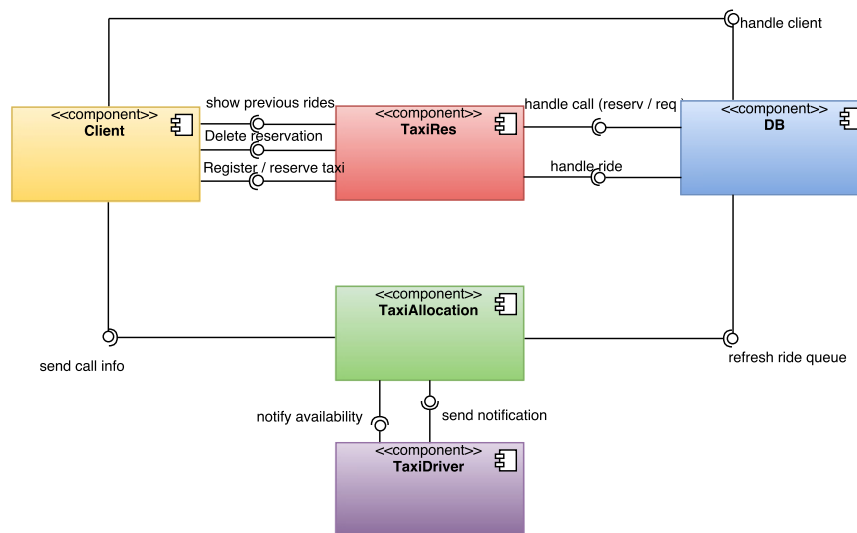 handle client
show previous rides
<<component>>
Client
Delete reservation
Register / reserve taxi
<<component>>
TaxiRes
handle call (reserv / req
handle ride
<<component>>
DB
<<component>>
TaxiAllocation
send call info
refresh ride queue
notify availability
send notification
<<component>>
TaxiDriver